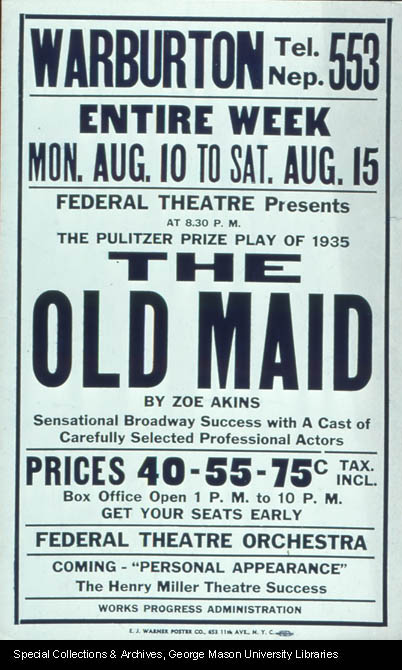 WARBURTON Tel. Nep. 553
ENTIRE WEEK
MON. AUG. 10 TO SAT. AUG. 15
FEDERAL THEATRE Presents
AT 8.30 P. M.
THE PULITZER PRIZE PLAY OF 1935
THE
OLD MAID
BY ZOE AKINS
Sensational Broadway Success with A Cast of
Carefully Selected Professional Actors
PRICES 40-55-75c TAX. INCL.
Box Office Open 1 P. M. to 10 P. M.
GET YOUR SEATS EARLY
FEDERAL THEATRE ORCHESTRA
COMING - "PERSONAL APPEARANCE"
The Henry Miller Theatre Success
WORKS PROGRESS ADMINISTRATION
E. J. WARNER POSTER CO., 653 11th AVE., N. Y. C.
Special Collections & Archives, George Mason University Libraries